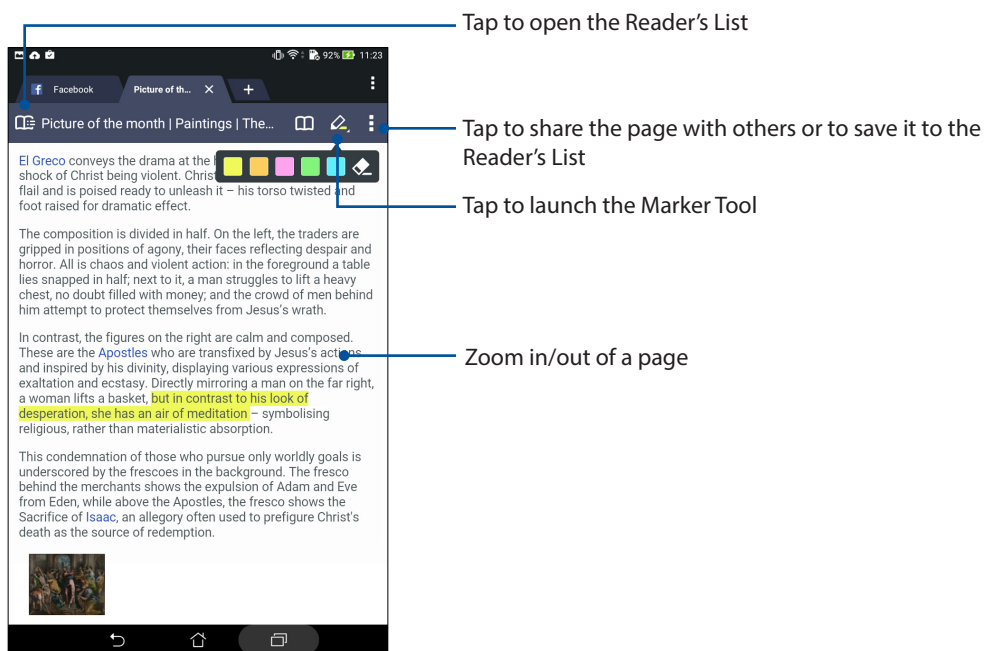 Tap to open the Reader’s List
92% 11:23
Facebook
Picture of th...
Picture of the month | Paintings | The...
Tap to share the page with others or to save it to the
Reader’s List
Tap to launch the Marker Tool
El Greco conveys the drama at the
shock of Christ being violent. Christ
flail and is poised ready to unleash it – his torso twisted and
foot raised for dramatic effect.
The composition is divided in half. On the left, the traders are
gripped in positions of agony, their faces reflecting despair and
horror. All is chaos and violent action: in the foreground a table
lies snapped in half; next to it, a man struggles to lift a heavy
chest, no doubt filled with money; and the crowd of men behind
him attempt to protect themselves from Jesus's wrath.
In contrast, the figures on the right are calm and composed.
These are the Apostles who are transfixed by Jesus's actions
and inspired by his divinity, displaying various expressions of
exaltation and ecstasy. Directly mirroring a man on the far right,
a woman lifts a basket, but in contrast to his look of
desperation, she has an air of meditation – symbolising
religious, rather than materialistic absorption.
Zoom in/out of a page
This condemnation of those who pursue only worldly goals is
underscored by the frescoes in the background. The fresco
behind the merchants shows the expulsion of Adam and Eve
from Eden, while above the Apostles, the fresco shows the
Sacrifice of Isaac, an allegory often used to prefigure Christ's
death as the source of redemption.